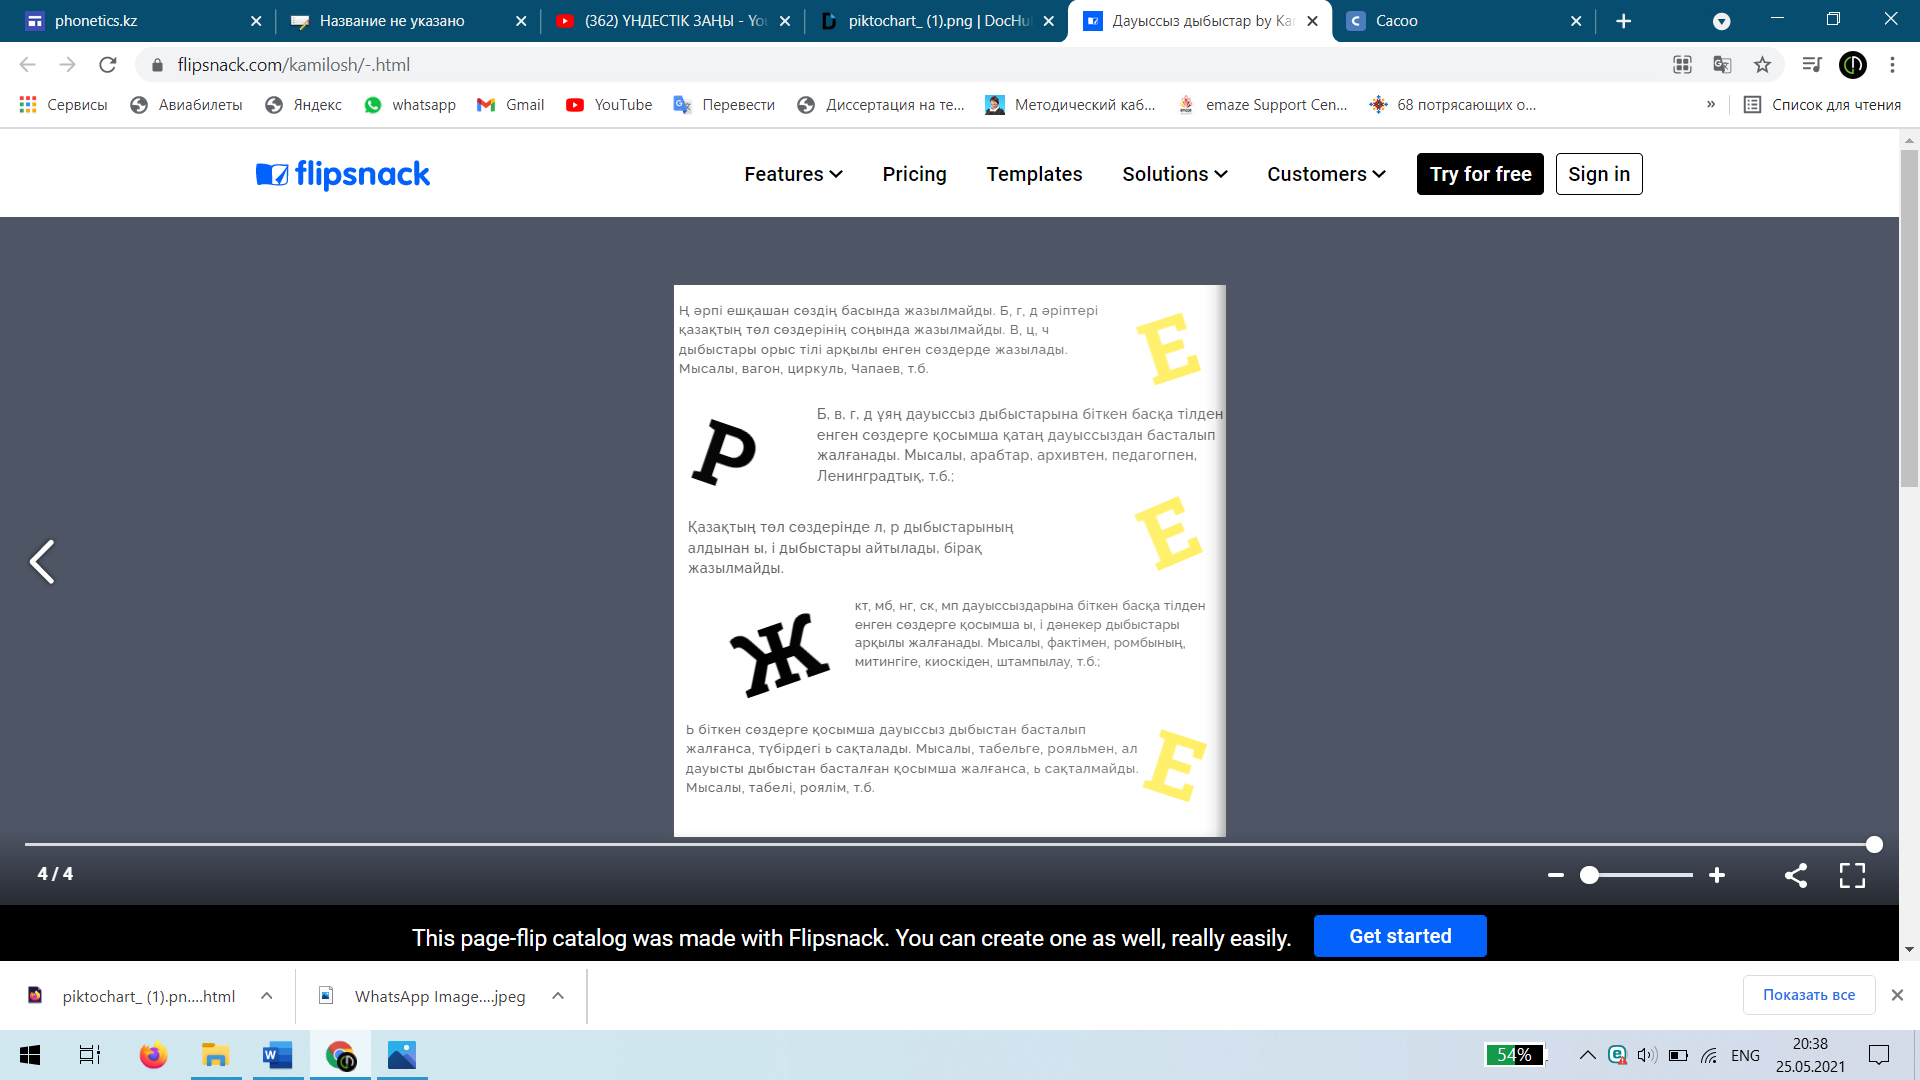 phonetics.kz
Название не указано
(362) ҮНДЕСТІК ЗАҢЫ - You
piktochart_ (1).png | DocHu
Дауыссыз дыбыстар by Ka
Cacoo
flipsnack.com/kamilosh/-.html
Сервисы
Авиабилеты
Яндекс
whatsapp
Gmail
YouTube
Перевести
Диссертация на те...
Методический каб...
emaze Support Cen...
68 потрясающих о...
»
Список для чтения
flipsnack
Features
Pricing
Templates
Solutions
Customers
Try for free
Sign in
Ң әрпі ешқашан сөздің басында жазылмайды. Б, г, д әріптері
қазақтың төл сөздерінің соңында жазылмайды. В, ц, ч
дыбыстары орыс тілі арқылы енген сөздерде жазылады.
Мысалы, вагон, циркуль, Чапаев, т.б.
Е
Р
Б, в, г, д ұяң дауыссыз дыбыстарына біткен басқа тілден
енген сөздерге қосымша қатаң дауыссыздан басталып
жалғанады. Мысалы, арабтар, архивтен, педагогпен,
Ленинградтық, т.б.;
Қазақтың төл сөздерінде л, р дыбыстарының
алдынан ы, і дыбыстары айтылады, бірақ
жазылмайды.
Е
Ж
кт, мб, нг, ск, мп дауыссыздарына біткен басқа тілден
енген сөздерге қосымша ы, і дәнекер дыбыстары
арқылы жалғанады. Мысалы, фактімен, ромбының,
митингіге, киоскіден, штампылау, т.б.;
Ь біткен сөздерге қосымша дауыссыз дыбыстан басталып
жалғанса, түбірдегі ь сақталады. Мысалы, табельге, рояльмен, ал
дауысты дыбыстан басталған қосымша жалғанса, ь сақталмайды.
Мысалы, табелі, роялім, т.б.
Е
4 / 4
This page-flip catalog was made with Flipsnack. You can create one as well, really easily.
Get started
piktochart_ (1).pn....html
WhatsApp Image....jpeg
Показать все
54%
ENG
20:38
25.05.2021